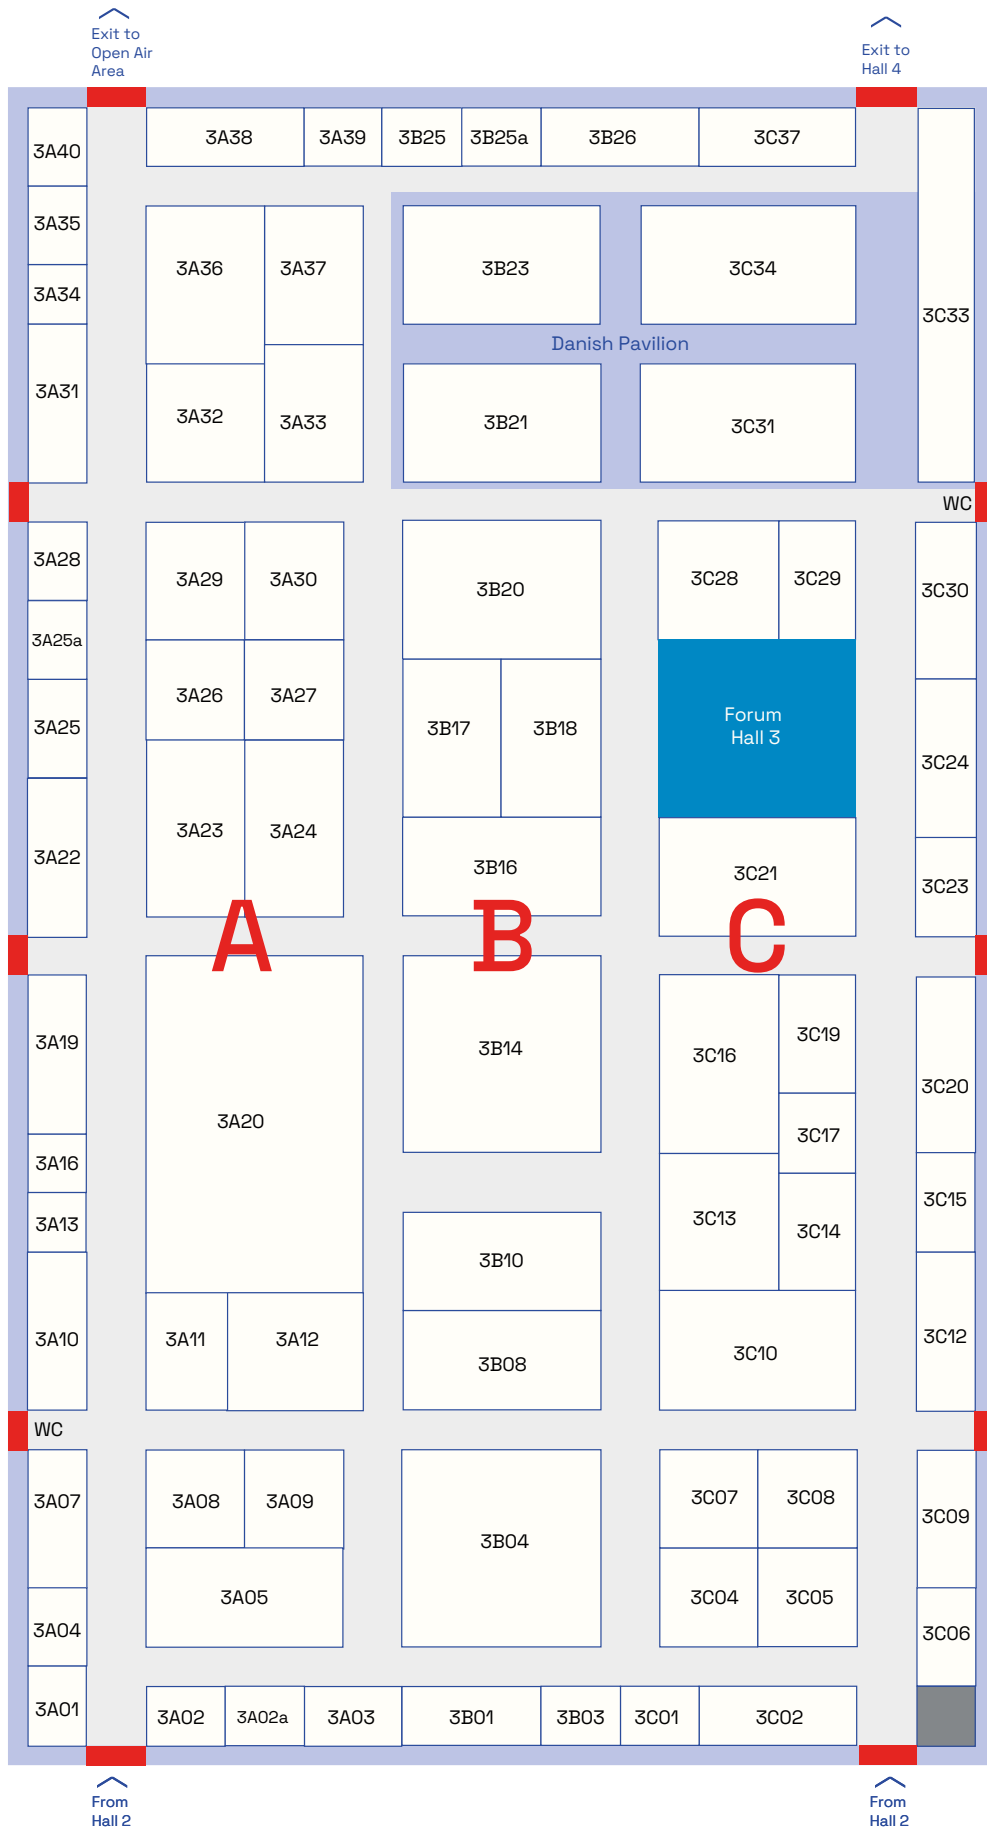 Exit to
Open Air
Area
Exit to
Hall 4
3A40
3A38
3A39
3B25
3B25a
3B26
3C37
3A35
3A34
3A31
3A36
3A37
3A32
3A33
3B23
3C34
Danish Pavilion
3B21
3C31
3C33
WC
3A28
3A25a
3A25
3A22
3A29
3A30
3A26
3A27
3A23
3A24
3B20
3B17
3B18
3B16
3C28
3C29
Forum
Hall 3
3C21
3C30
3C24
3C23
A
B
C
3A19
3A16
3A13
3A10
3A20
3A11
3A12
3B14
3B10
3B08
3C16
3C19
3C17
3C13
3C14
3C10
3C20
3C15
3C12
WC
3A07
3A04
3A01
3A08
3A09
3A05
3B04
3C07
3C08
3C04
3C05
3C09
3C06
3A02
3A02a
3A03
3B01
3B03
3C01
3C02
From
Hall 2
From
Hall 2